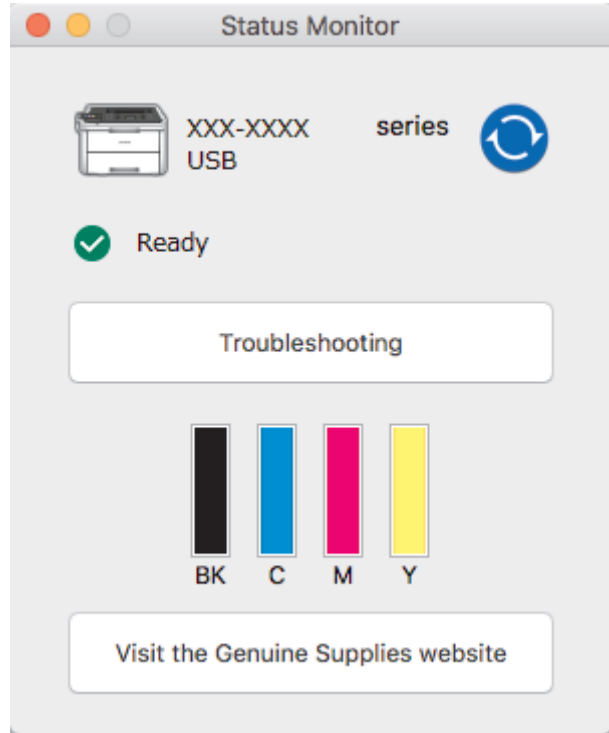 Status Monitor
XXX-XXXX series
USB
Ready
Troubleshooting
BK C M Y
Visit the Genuine Supplies website